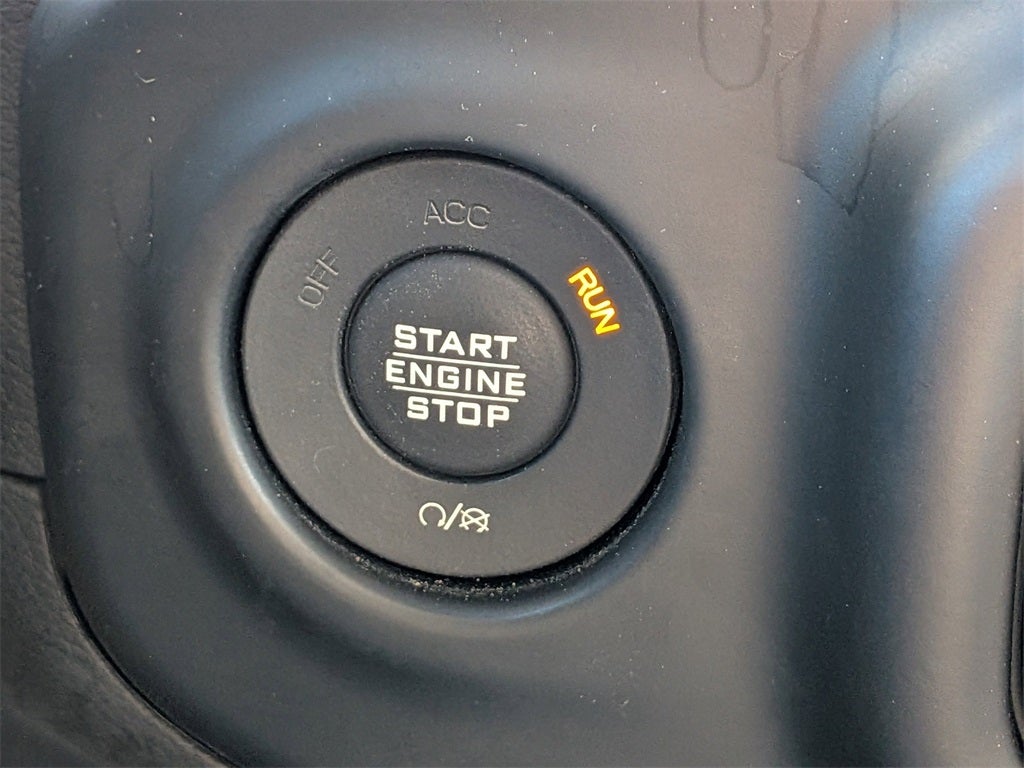 ACC
OFF
RUN
START
ENGINE
STOP